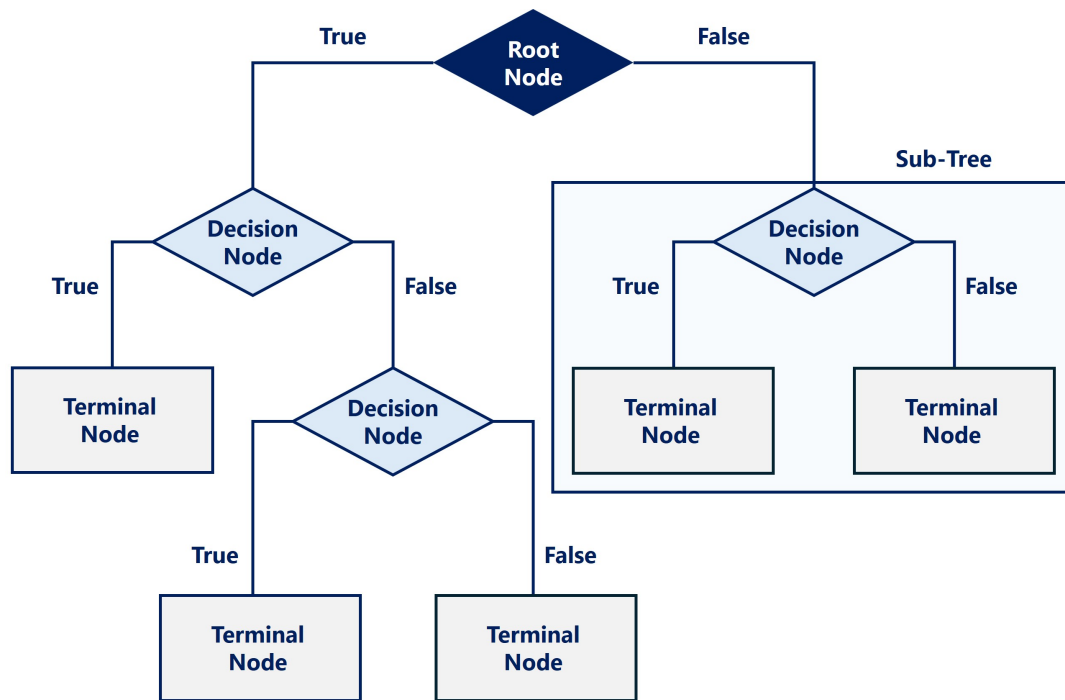 True
Root
Node
False
Sub-Tree
Decision
Node
Decision
Node
True
False
True
False
Terminal
Node
Decision
Node
Terminal
Node
Terminal
Node
True
False
Terminal
Node
Terminal
Node